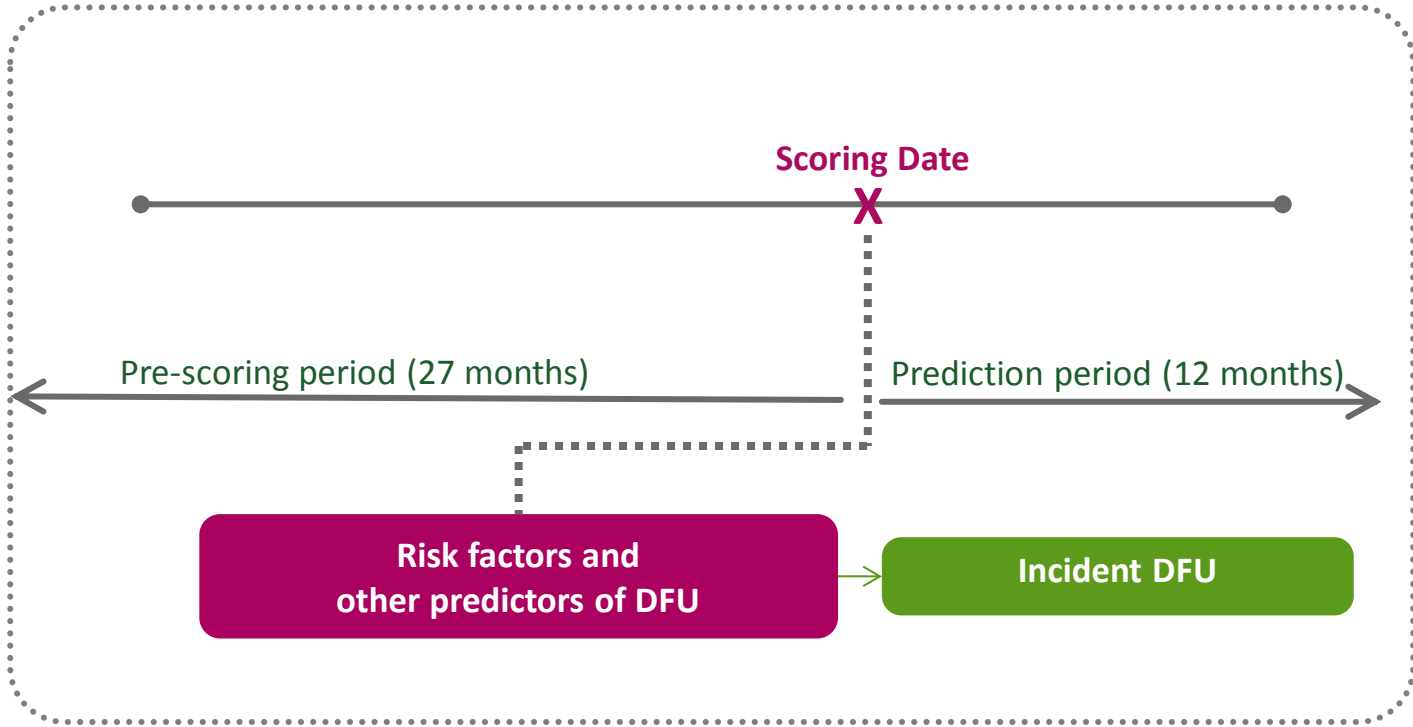 Scoring Date
X
Pre-scoring period (27 months)
Prediction period (12 months)
Risk factors and
other predictors of DFU
Incident DFU